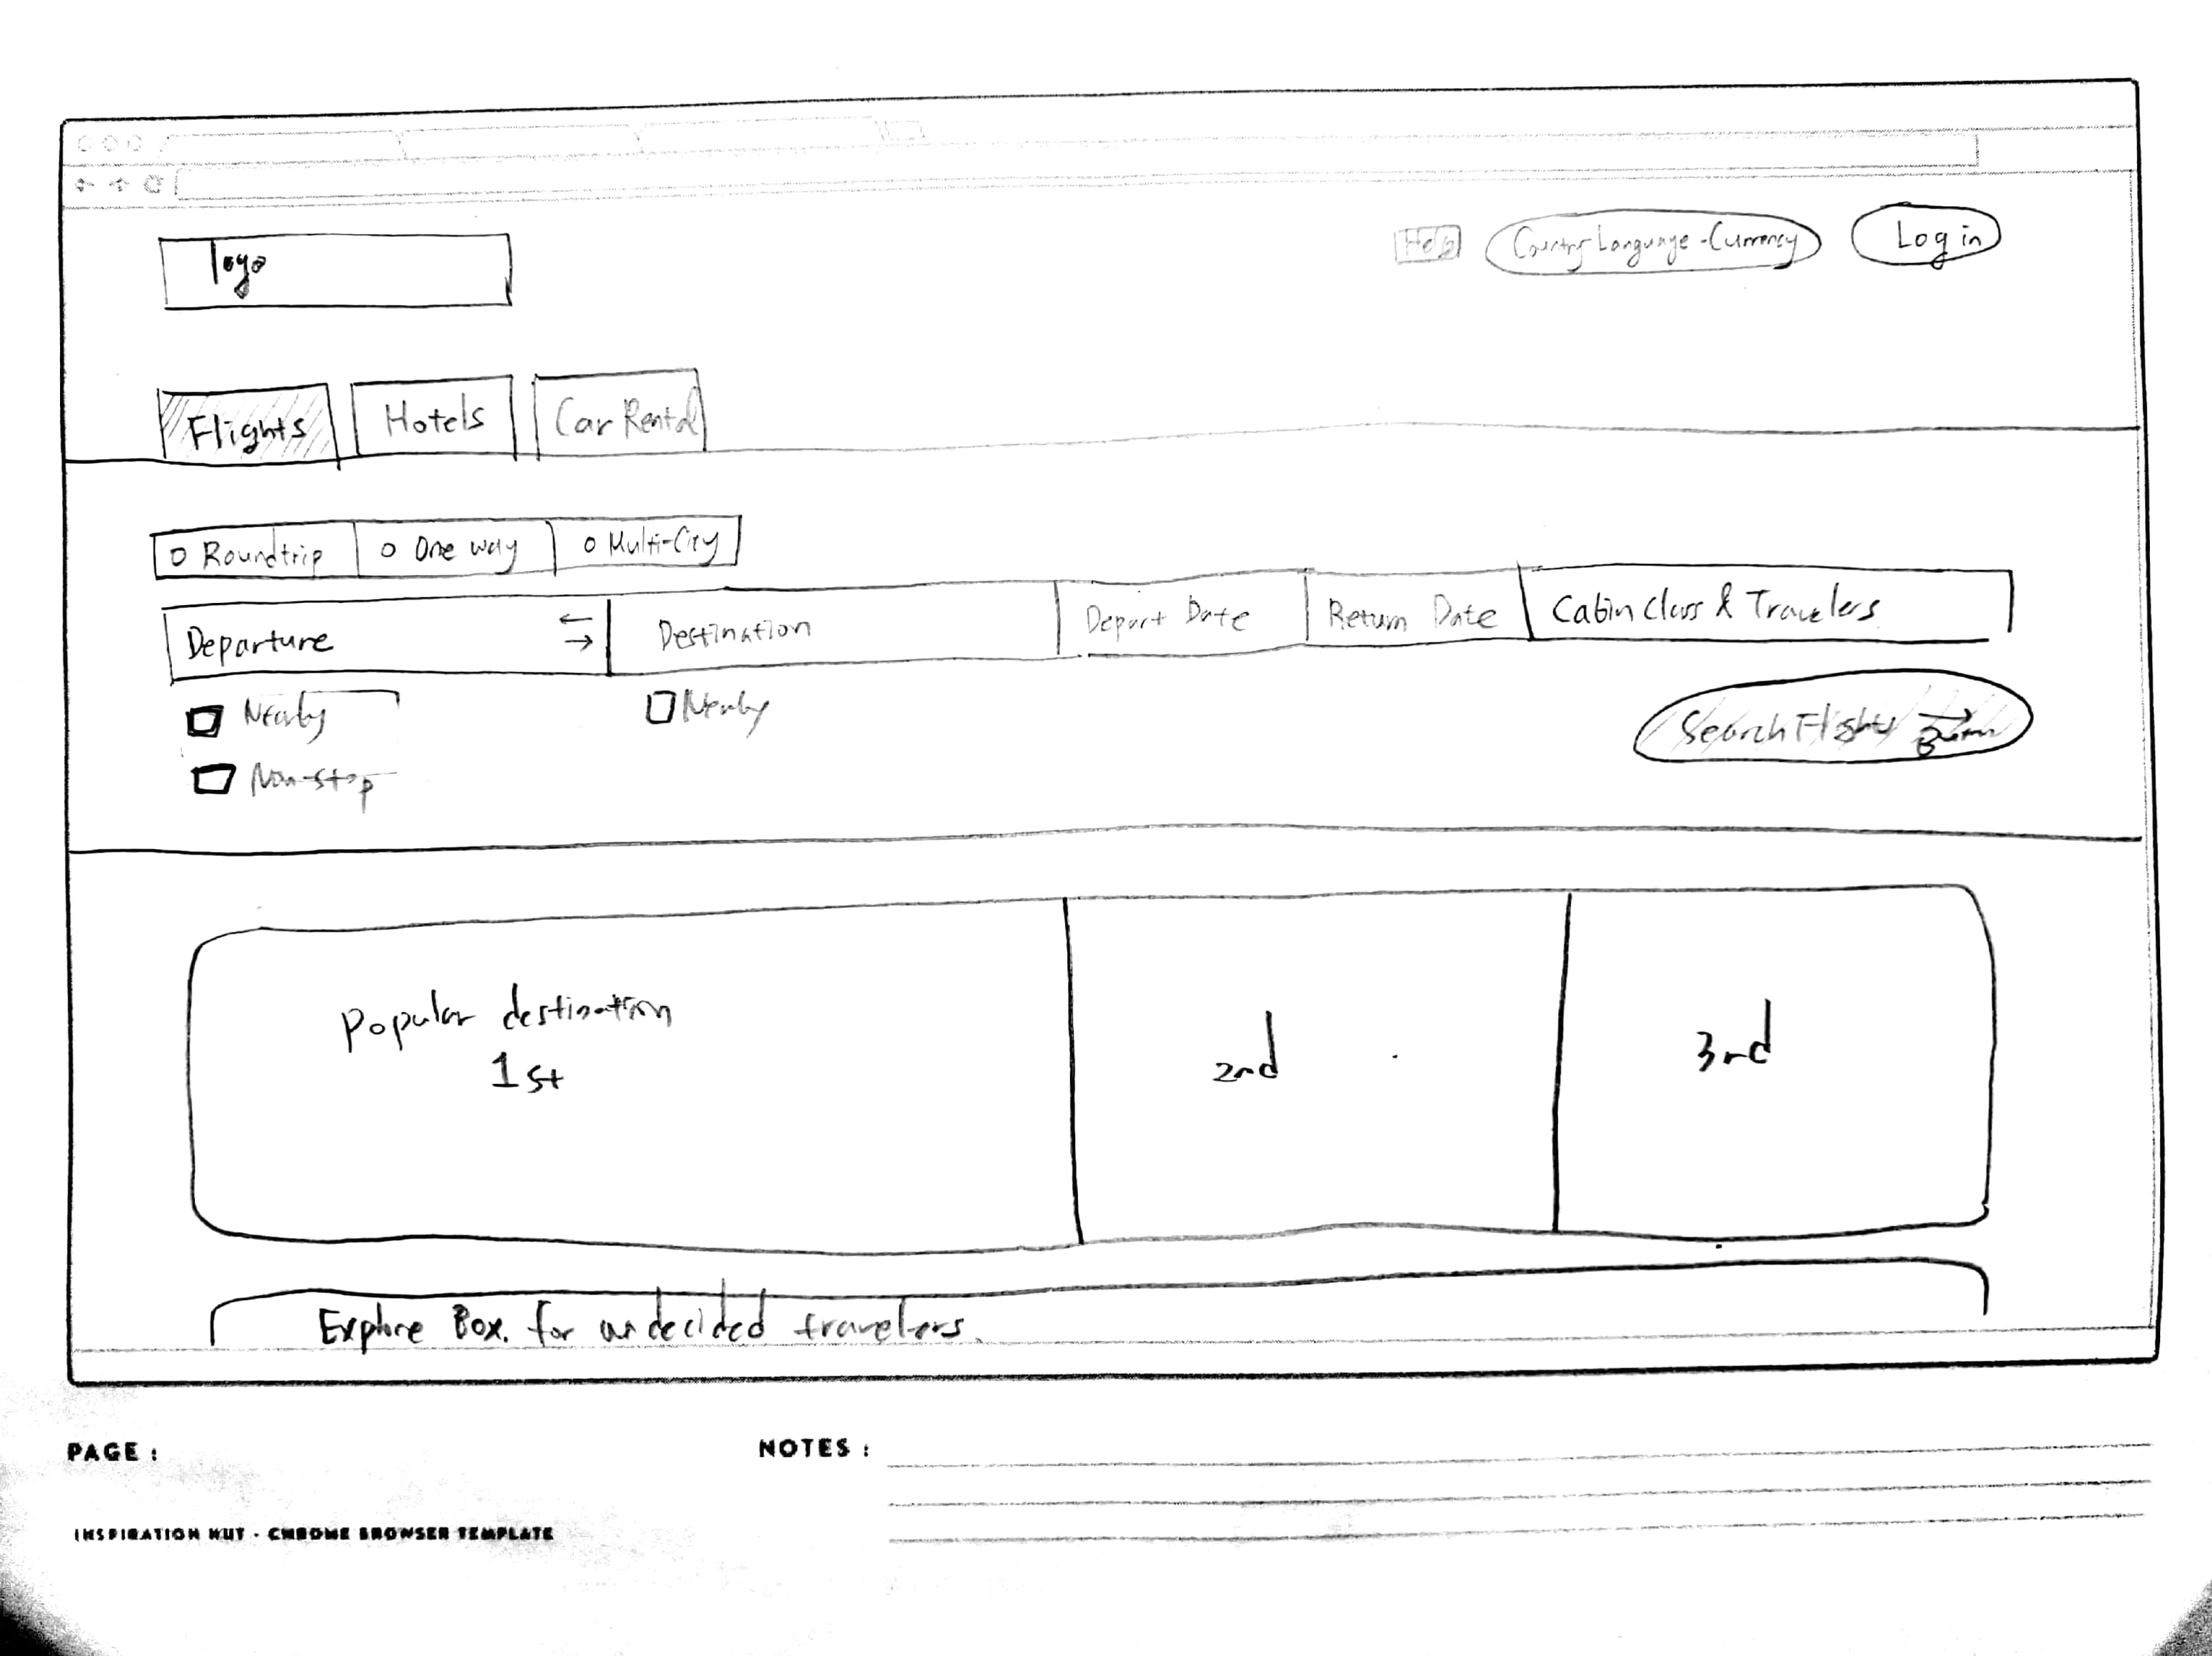 logo
Help
Country-Language-Currency
Log in
Flights
Hotels
Car Rental
Roundtrip
One way
Multi-City
Departure
Destination
Depart Date
Return Date
Cabin Class & Travelers
Nearby
Nearby
Search Flights
Non-stop
Popular destination
1st
2nd
3rd
Explore Box. for undecided travelers.
PAGE :
NOTES :
INSPIRATION HUT - CHROME BROWSER TEMPLATE